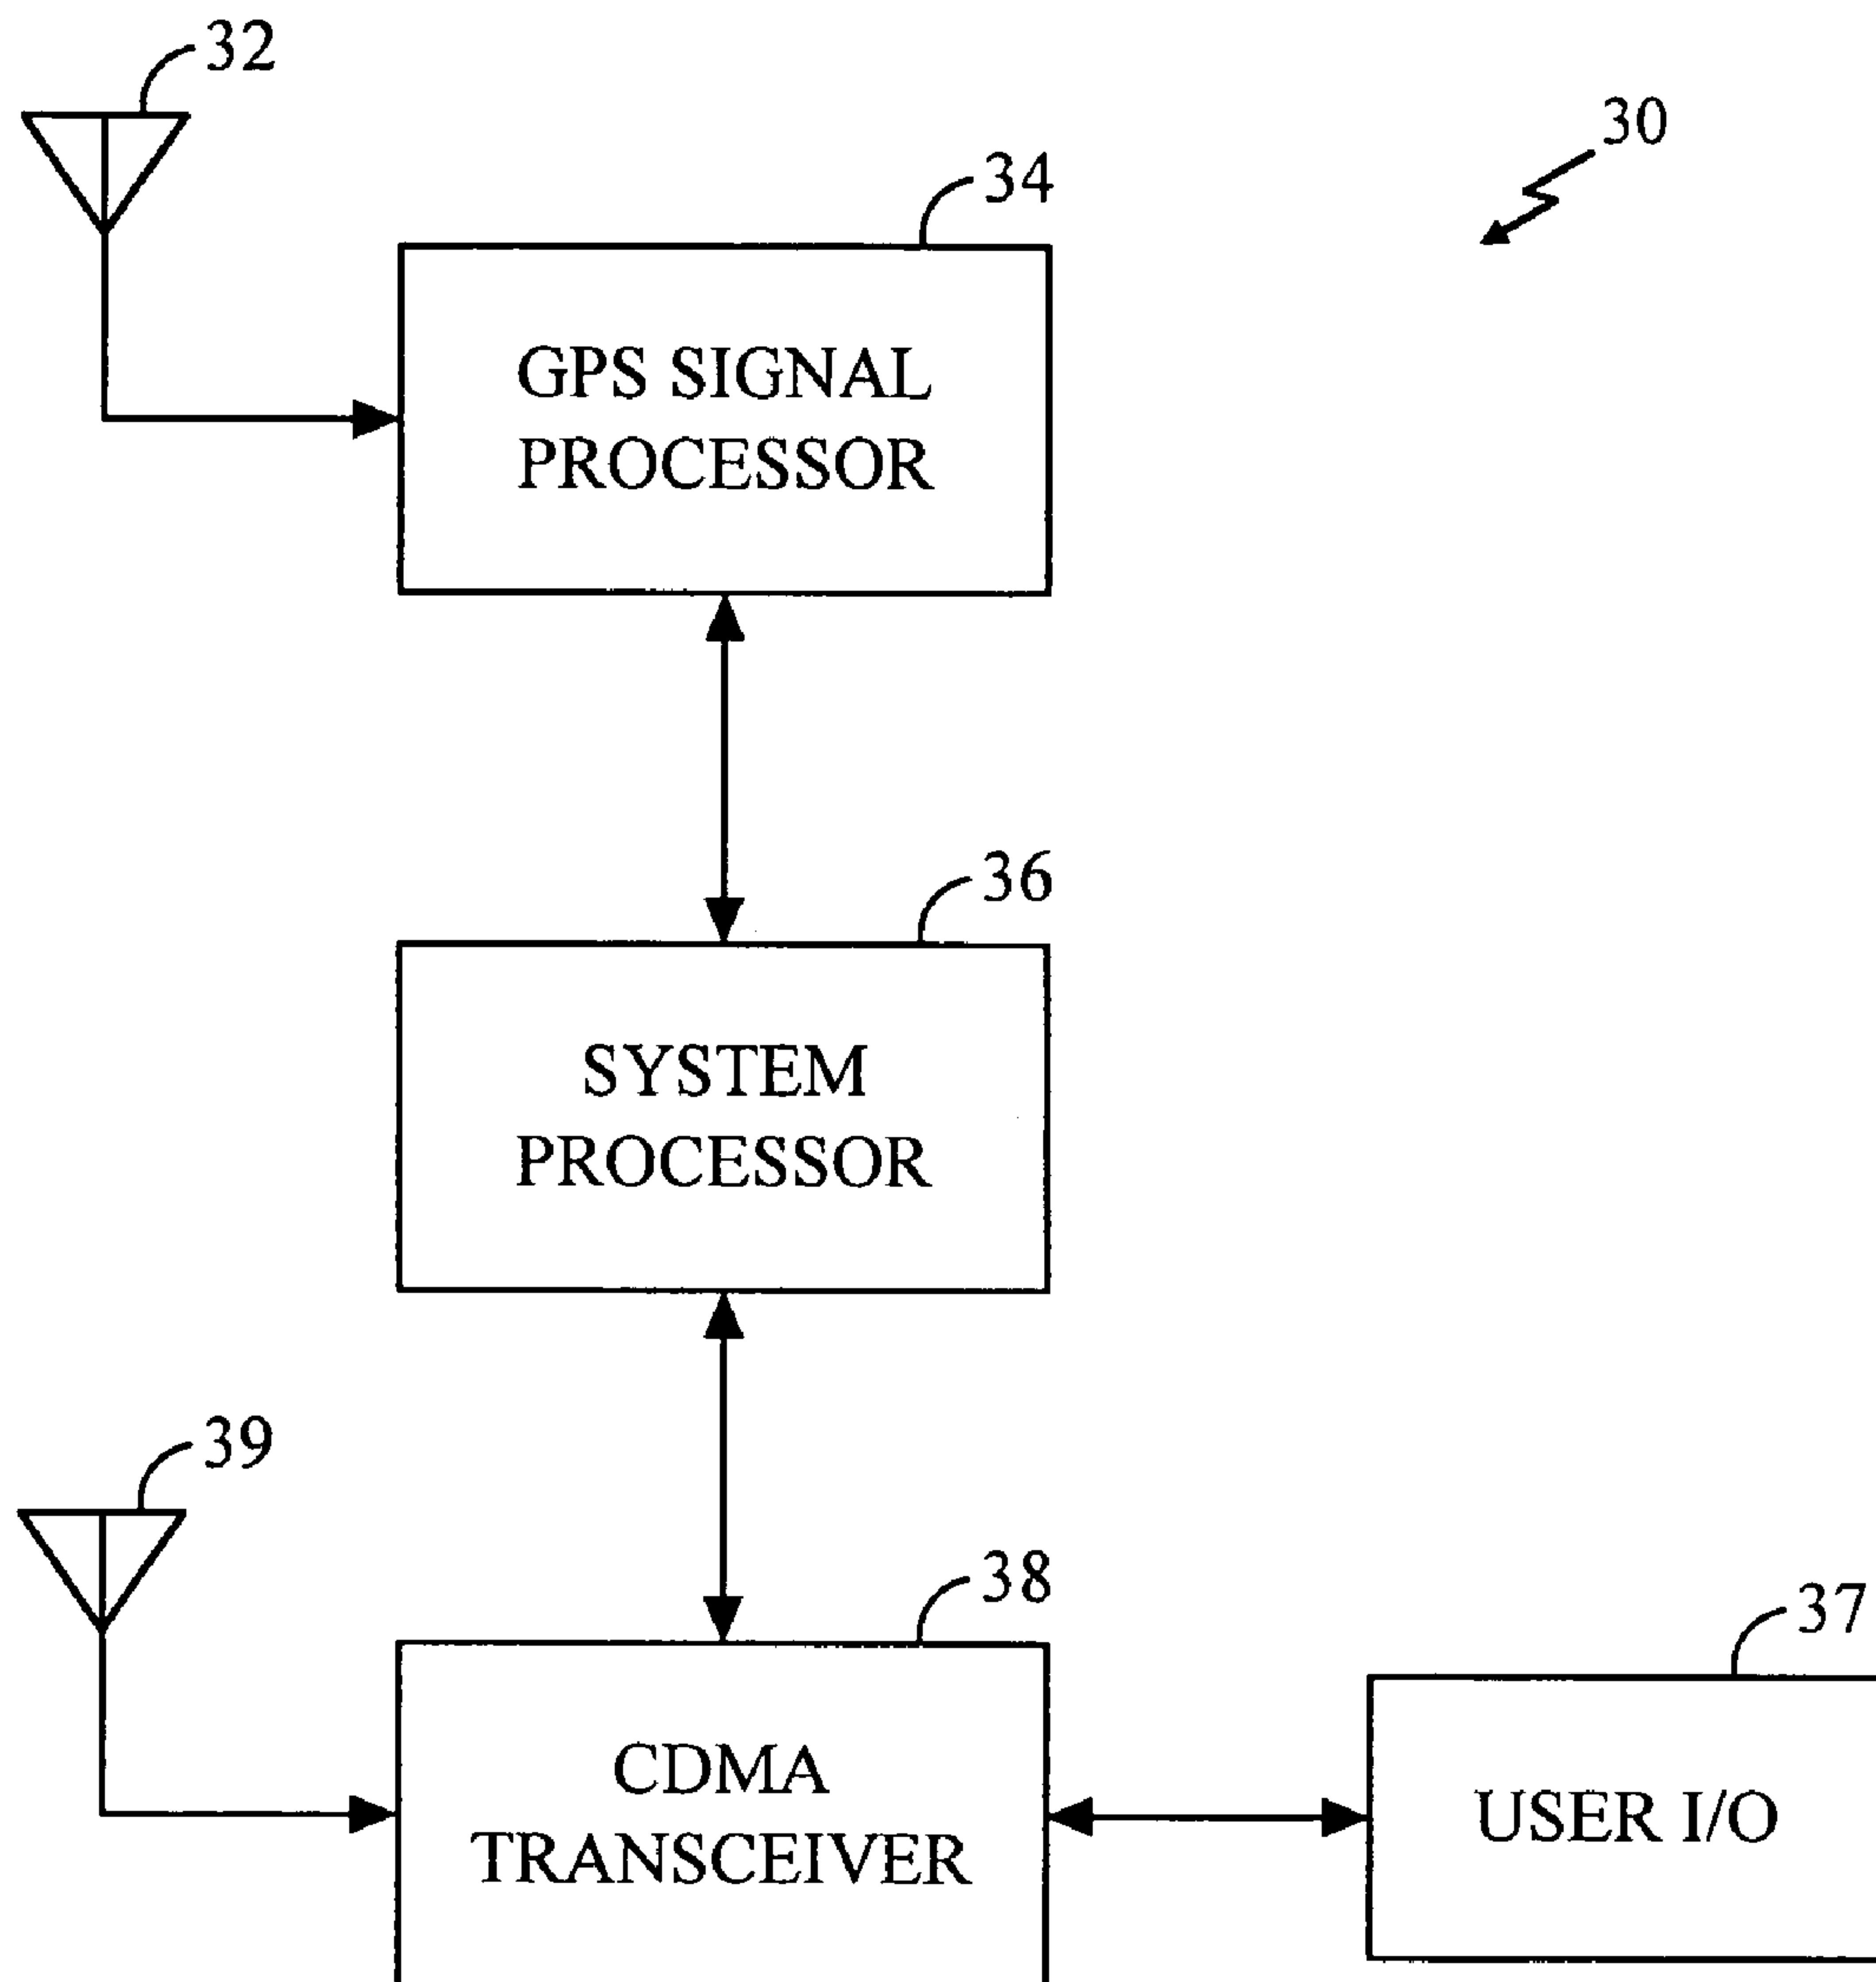 32
30
34
GPS SIGNAL
PROCESSOR
36
SYSTEM
PROCESSOR
39
38
37
CDMA
TRANSCEIVER
USER I/O